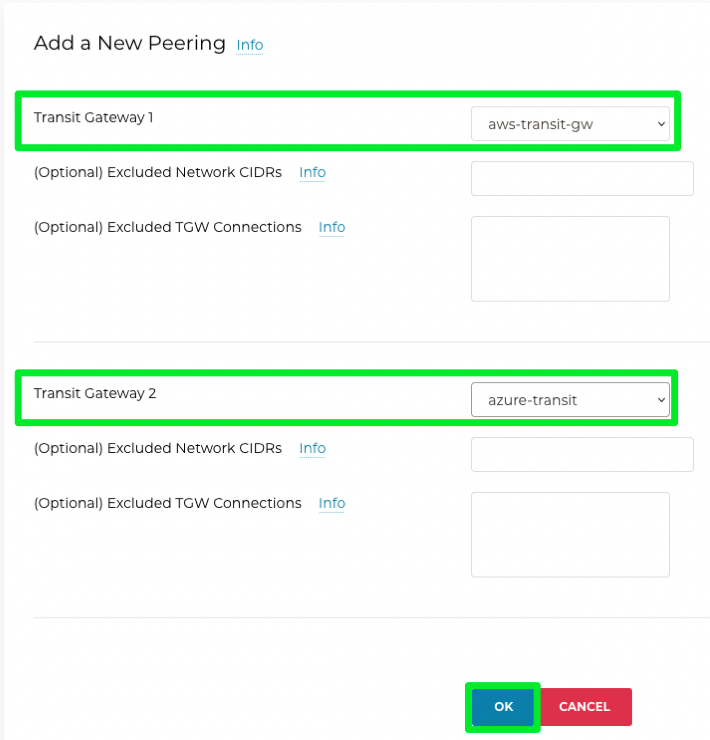 Add a New Peering Info
Transit Gateway 1 aws-transit-gw
(Optional) Excluded Network CIDRs Info
(Optional) Excluded TGW Connections Info
Transit Gateway 2 azure-transit
(Optional) Excluded Network CIDRs Info
(Optional) Excluded TGW Connections Info
OK CANCEL